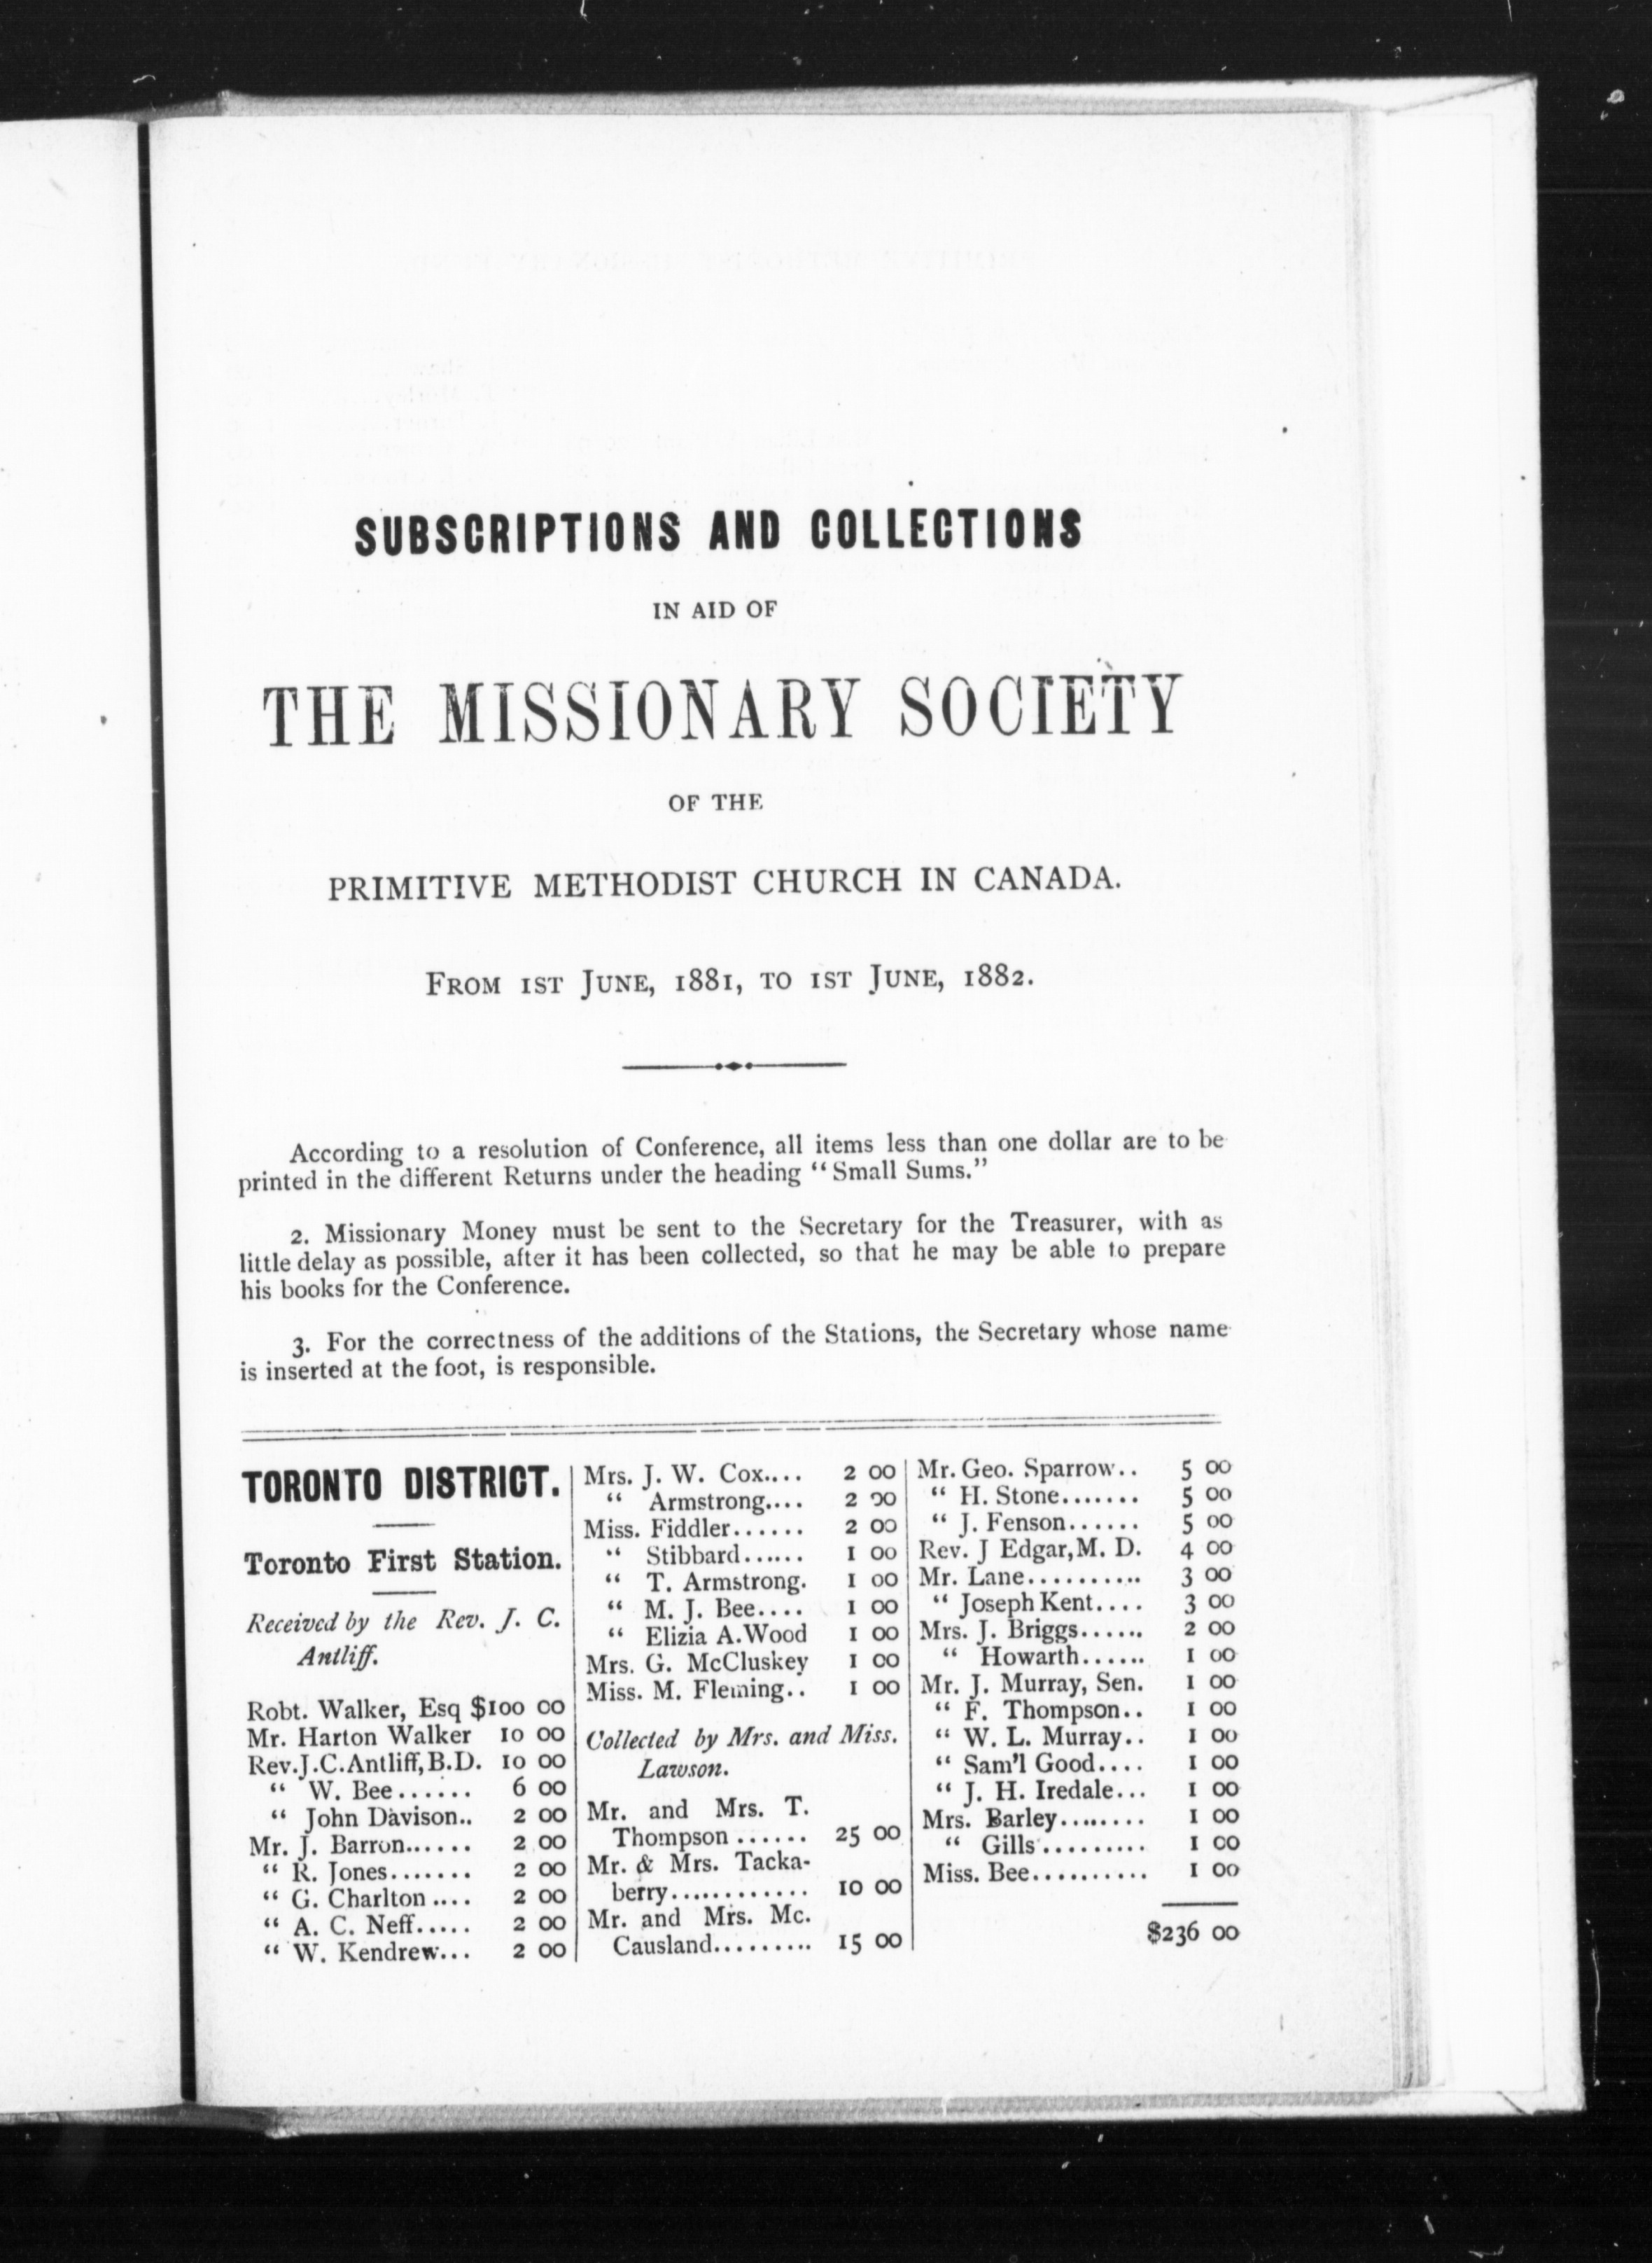 SUBSCRIPTIONS AND COLLECTIONS
IN AID OF
THE MISSIONARY SOCIETY
OF THE
PRIMITIVE METHODIST CHURCH IN CANADA.
FROM 1ST JUNE, 1881, TO 1ST JUNE, 1882.
According to a resolution of Conference, all items less than one dollar are to be
printed in the different Returns under the heading "Small Sums."
2. Missionary Money must be sent to the Secretary for the Treasurer, with as
little delay as possible, after it has been collected, so that he may be able to prepare
his books for the Conference.
3. For the correctness of the additions of the Stations, the Secretary whose name
is inserted at the foot, is responsible.
TORONTO DISTRICT.
Toronto First Station.
Received by the Rev. J. C.
Antliff.
Robt. Walker, Esq $100 00
Mr. Harton Walker 10 00
Rev.J.C.Antliff,B.D. 10 00
" W. Bee...... 6 00
" John Davison.. 2 00
Mr. J. Barron...... 2 00
" R. Jones....... 2 00
" G. Charlton .... 2 00
" A. C. Neff..... 2 00
" W. Kendrew... 2 00
Mrs. J. W. Cox.... 2 00
" Armstrong.... 2 00
Miss. Fiddler...... 2 00
" Stibbard...... 1 00
" T. Armstrong. 1 00
" M. J. Bee.... 1 00
" Elizia A.Wood 1 00
Mrs. G. McCluskey 1 00
Miss. M. Fleming.. 1 00
Collected by Mrs. and Miss.
Lawson.
Mr. and Mrs. T.
Thompson ...... 25 00
Mr. & Mrs. Tacka-
berry............ 10 00
Mr. and Mrs. Mc.
Causland......... 15 00
Mr. Geo. Sparrow.. 5 00
" H. Stone....... 5 00
" J. Fenson...... 5 00
Rev. J Edgar,M. D. 4 00
Mr. Lane.......... 3 00
" Joseph Kent.... 3 00
Mrs. J. Briggs...... 2 00
" Howarth...... 1 00
Mr. J. Murray, Sen. 1 00
" F. Thompson.. 1 00
" W. L. Murray.. 1 00
" Sam'l Good.... 1 00
" J. H. Iredale... 1 00
Mrs. Barley........ 1 00
" Gills......... 1 00
Miss. Bee.......... 1 00
$236 00